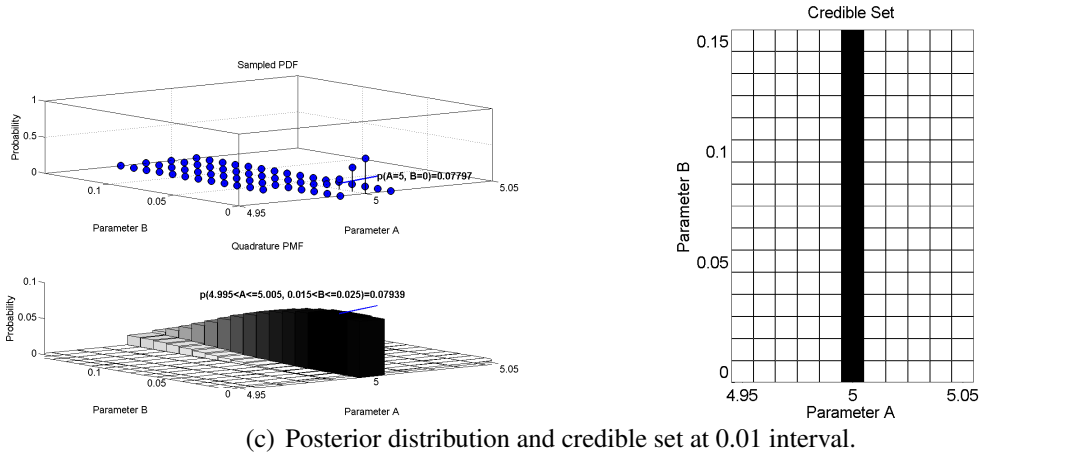 Sampled PDF
1
0.5
0
Probability
p(A=5, B=0)=0.07797
0.1
0.05
0
4.95
5
5.05
Parameter B
Parameter A
Quadrature PMF
0.1
0.05
0
Probability
p(4.995<A<=5.005, 0.015<B<=0.025)=0.07939
0.1
0.05
0
4.95
5
5.05
Parameter B
Parameter A
Credible Set
0.15
0.1
0.05
0
Parameter B
4.95
5
5.05
Parameter A
(c) Posterior distribution and credible set at 0.01 interval.